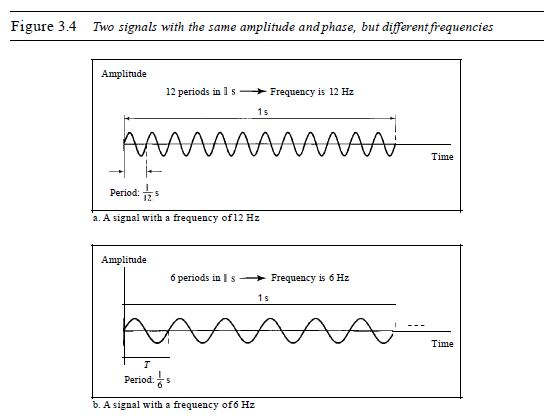 Figure 3.4 Two signals with the same amplitude and phase, but different frequencies
Amplitude
12 periods in 1 s → Frequency is 12 Hz
1 s
Time
Period: 1/12 s
a. A signal with a frequency of 12 Hz
Amplitude
6 periods in 1 s → Frequency is 6 Hz
1 s
Time
T
Period: 1/6 s
b. A signal with a frequency of 6 Hz